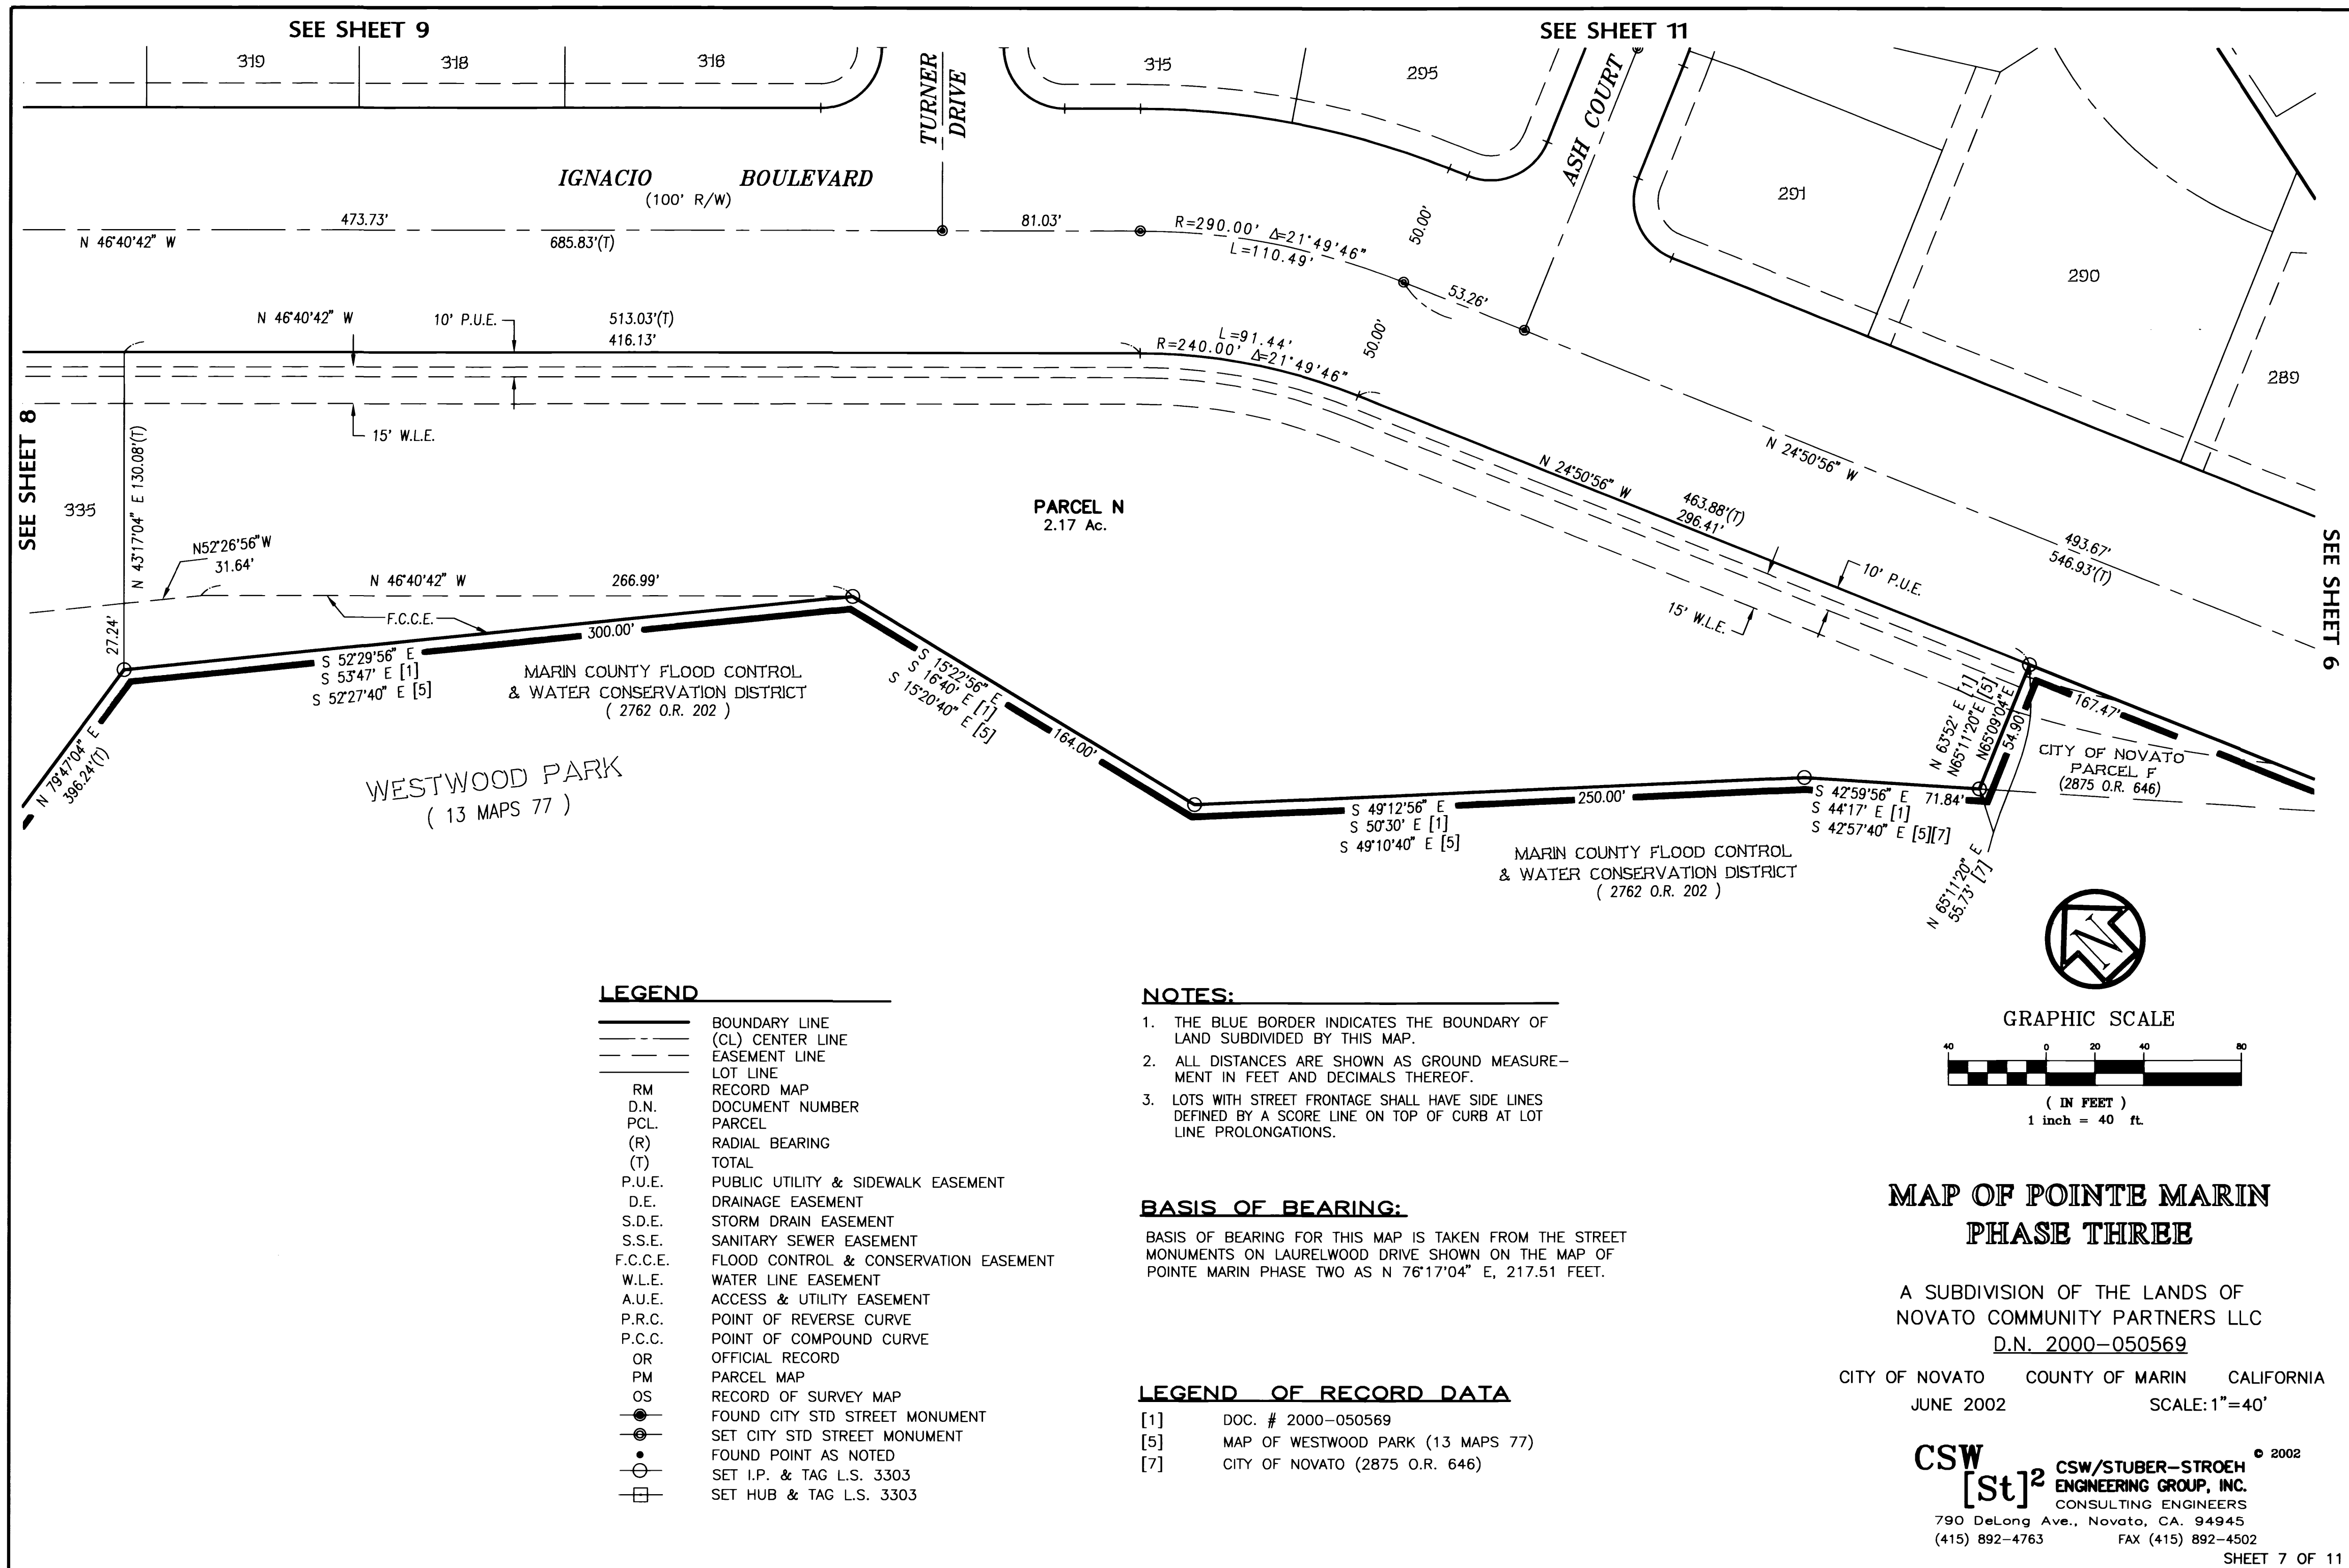 SEE SHEET 9
SEE SHEET 11
319
318
316
315
295
TURNER
DRIVE
ASH COURT
291
290
289
IGNACIO BOULEVARD
(100' R/W)
473.73'
N 46°40'42" W
685.83'(T)
81.03'
R=290.00' Δ=21°49'46"
L=110.49'
50.00'
53.26'
N 46°40'42" W
10' P.U.E.
513.03'(T)
416.13'
L=91.44'
R=240.00' Δ=21°49'46"
50.00'
15' W.L.E.
SEE SHEET 8
335
N 43°17'04" E 130.08'(T)
N52°26'56"W
31.64'
N 46°40'42" W
266.99'
F.C.C.E.
27.24'
PARCEL N
2.17 Ac.
N 24°50'56" W
463.88'(T)
296.41'
N 24°50'56" W
493.67'
546.93'(T)
10' P.U.E.
15' W.L.E.
SEE SHEET 6
300.00'
S 52°29'56" E
S 53°47' E [1]
S 52°27'40" E [5]
N 79°47'04" E
396.24'(T)
MARIN COUNTY FLOOD CONTROL
& WATER CONSERVATION DISTRICT
( 2762 O.R. 202 )
WESTWOOD PARK
( 13 MAPS 77 )
S 15°22'56" E
S 16°40' E [1]
S 15°20'40" E [5]
164.00'
S 49°12'56" E
S 50°30' E [1]
S 49°10'40" E [5]
250.00'
S 42°59'56" E 71.84'
S 44°17' E [1]
S 42°57'40" E [5][7]
MARIN COUNTY FLOOD CONTROL
& WATER CONSERVATION DISTRICT
( 2762 O.R. 202 )
N 63°52' E [1]
N65°11'20"E [5]
N65°09'04"E
54.90'
167.47'
CITY OF NOVATO
PARCEL F
(2875 O.R. 646)
N 65°11'20" E
55.73' [7]
N
GRAPHIC SCALE
40 0 20 40 80
( IN FEET )
1 inch = 40 ft.
LEGEND
BOUNDARY LINE
(CL) CENTER LINE
EASEMENT LINE
LOT LINE
RM RECORD MAP
D.N. DOCUMENT NUMBER
PCL. PARCEL
(R) RADIAL BEARING
(T) TOTAL
P.U.E. PUBLIC UTILITY & SIDEWALK EASEMENT
D.E. DRAINAGE EASEMENT
S.D.E. STORM DRAIN EASEMENT
S.S.E. SANITARY SEWER EASEMENT
F.C.C.E. FLOOD CONTROL & CONSERVATION EASEMENT
W.L.E. WATER LINE EASEMENT
A.U.E. ACCESS & UTILITY EASEMENT
P.R.C. POINT OF REVERSE CURVE
P.C.C. POINT OF COMPOUND CURVE
OR OFFICIAL RECORD
PM PARCEL MAP
OS RECORD OF SURVEY MAP
FOUND CITY STD STREET MONUMENT
SET CITY STD STREET MONUMENT
FOUND POINT AS NOTED
SET I.P. & TAG L.S. 3303
SET HUB & TAG L.S. 3303
NOTES:
1. THE BLUE BORDER INDICATES THE BOUNDARY OF
LAND SUBDIVIDED BY THIS MAP.
2. ALL DISTANCES ARE SHOWN AS GROUND MEASURE-
MENT IN FEET AND DECIMALS THEREOF.
3. LOTS WITH STREET FRONTAGE SHALL HAVE SIDE LINES
DEFINED BY A SCORE LINE ON TOP OF CURB AT LOT
LINE PROLONGATIONS.
BASIS OF BEARING:
BASIS OF BEARING FOR THIS MAP IS TAKEN FROM THE STREET
MONUMENTS ON LAURELWOOD DRIVE SHOWN ON THE MAP OF
POINTE MARIN PHASE TWO AS N 76°17'04" E, 217.51 FEET.
LEGEND OF RECORD DATA
[1] DOC. # 2000-050569
[5] MAP OF WESTWOOD PARK (13 MAPS 77)
[7] CITY OF NOVATO (2875 O.R. 646)
MAP OF POINTE MARIN
PHASE THREE
A SUBDIVISION OF THE LANDS OF
NOVATO COMMUNITY PARTNERS LLC
D.N. 2000-050569
CITY OF NOVATO COUNTY OF MARIN CALIFORNIA
JUNE 2002 SCALE: 1"=40'
CSW
[St]2
© 2002
CSW/STUBER-STROEH
ENGINEERING GROUP, INC.
CONSULTING ENGINEERS
790 DeLong Ave., Novato, CA. 94945
(415) 892-4763 FAX (415) 892-4502
SHEET 7 OF 11